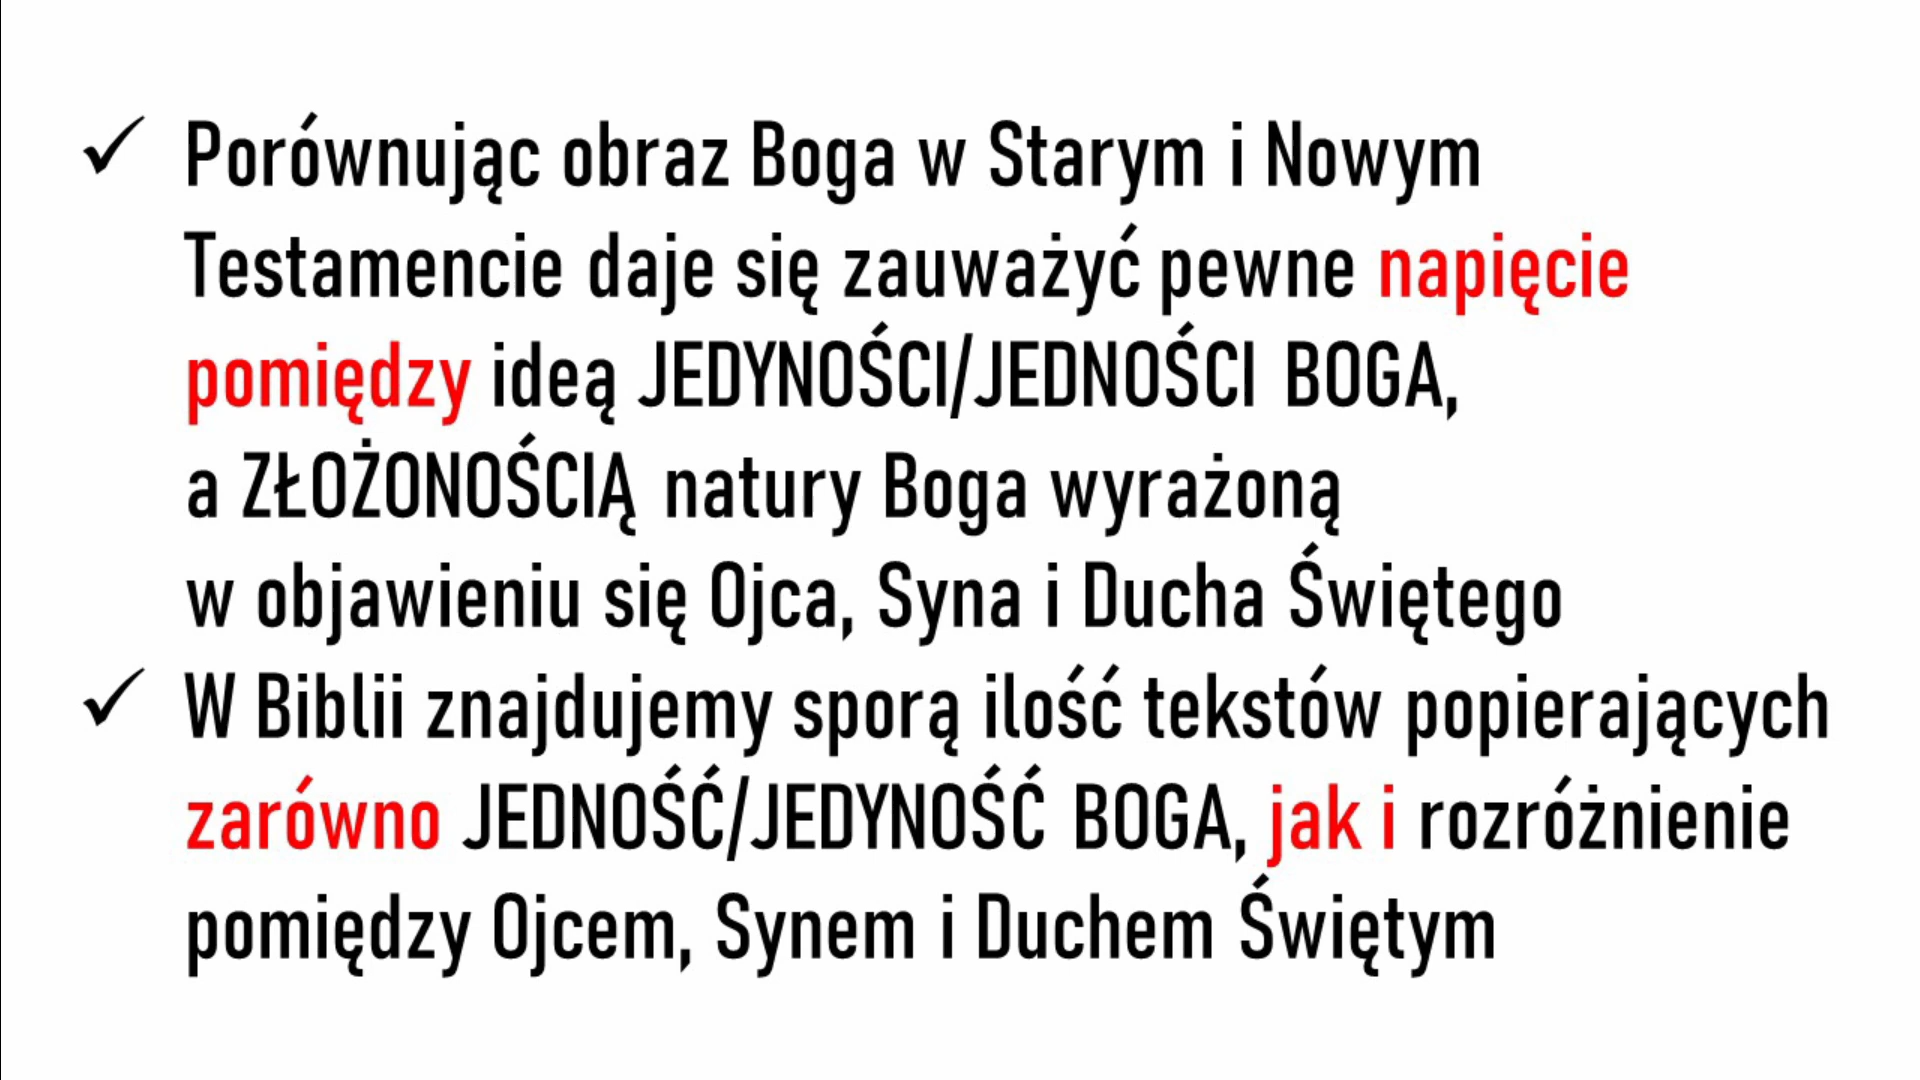 ✓ Porównując obraz Boga w Starym i Nowym
Testamencie daje się zauważyć pewne napięcie
pomiędzy ideą JEDYNOŚCI/JEDNOŚCI BOGA,
a ZŁOŻONOŚCIĄ natury Boga wyrażoną
w objawieniu się Ojca, Syna i Ducha Świętego
✓ W Biblii znajdujemy sporą ilość tekstów popierających
zarówno JEDNOŚĆ/JEDYNOŚĆ BOGA, jak i rozróżnienie
pomiędzy Ojcem, Synem i Duchem Świętym